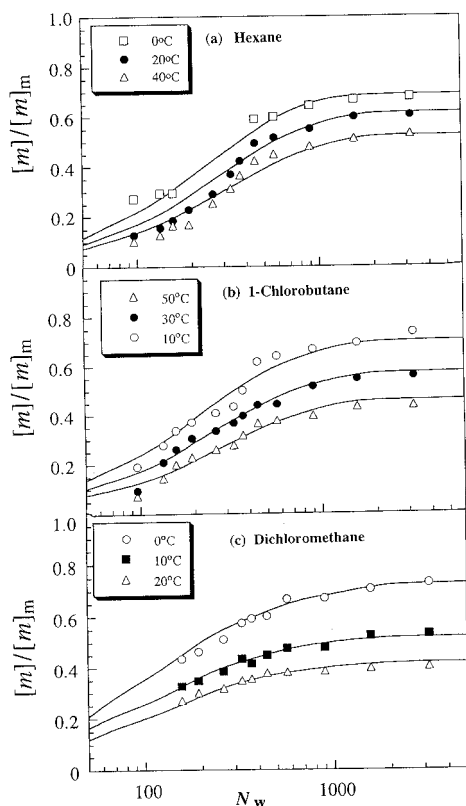 1.0
0.8
0.6
0.4
0.2
0
[m]/[m]m
□ 0°C
● 20°C
△ 40°C
(a) Hexane
0.8
0.6
0.4
0.2
[m]/[m]m
△ 50°C
● 30°C
○ 10°C
(b) 1-Chlorobutane
1.0
0.8
0.6
0.4
0.2
0
[m]/[m]m
○ 0°C
■ 10°C
△ 20°C
(c) Dichloromethane
100
1000
Nw